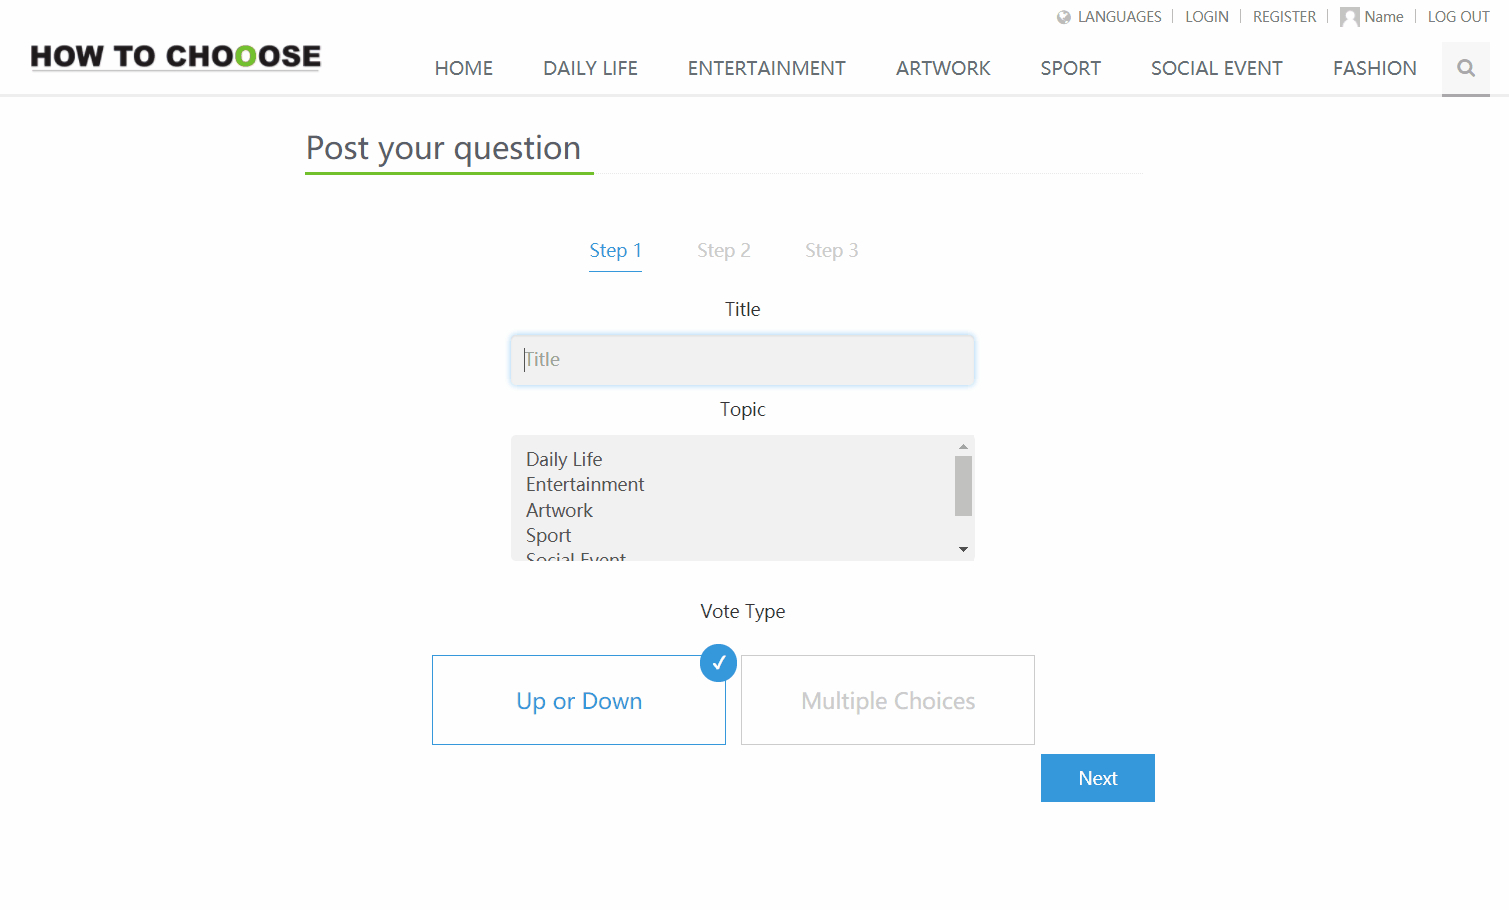 LANGUAGES LOGIN REGISTER Name LOG OUT
HOW TO CHOOOSE
HOME DAILY LIFE ENTERTAINMENT ARTWORK SPORT SOCIAL EVENT FASHION
Post your question
Step 1 Step 2 Step 3
Title
Title
Topic
Daily Life
Entertainment
Artwork
Sport
Social Event
Vote Type
Up or Down Multiple Choices
Next